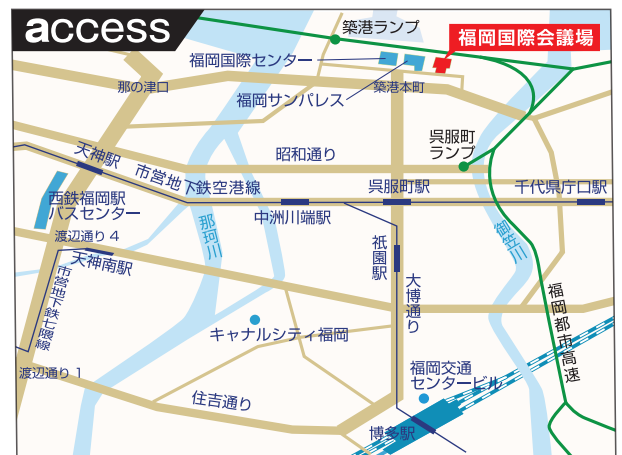 access
築港ランプ
福岡国際会議場
福岡国際センター
那の津口
福岡サンパレス
築港本町
呉服町
ランプ
天神駅
昭和通り
市営地下鉄空港線
呉服町駅
千代県庁口駅
西鉄福岡駅
バスセンター
中洲川端駅
那珂川
御笠川
渡辺通り4
天神南駅
祇園駅
市営地下鉄七隈線
大博通り
福岡都市高速
キャナルシティ福岡
渡辺通り1
福岡交通
センタービル
住吉通り
博多駅